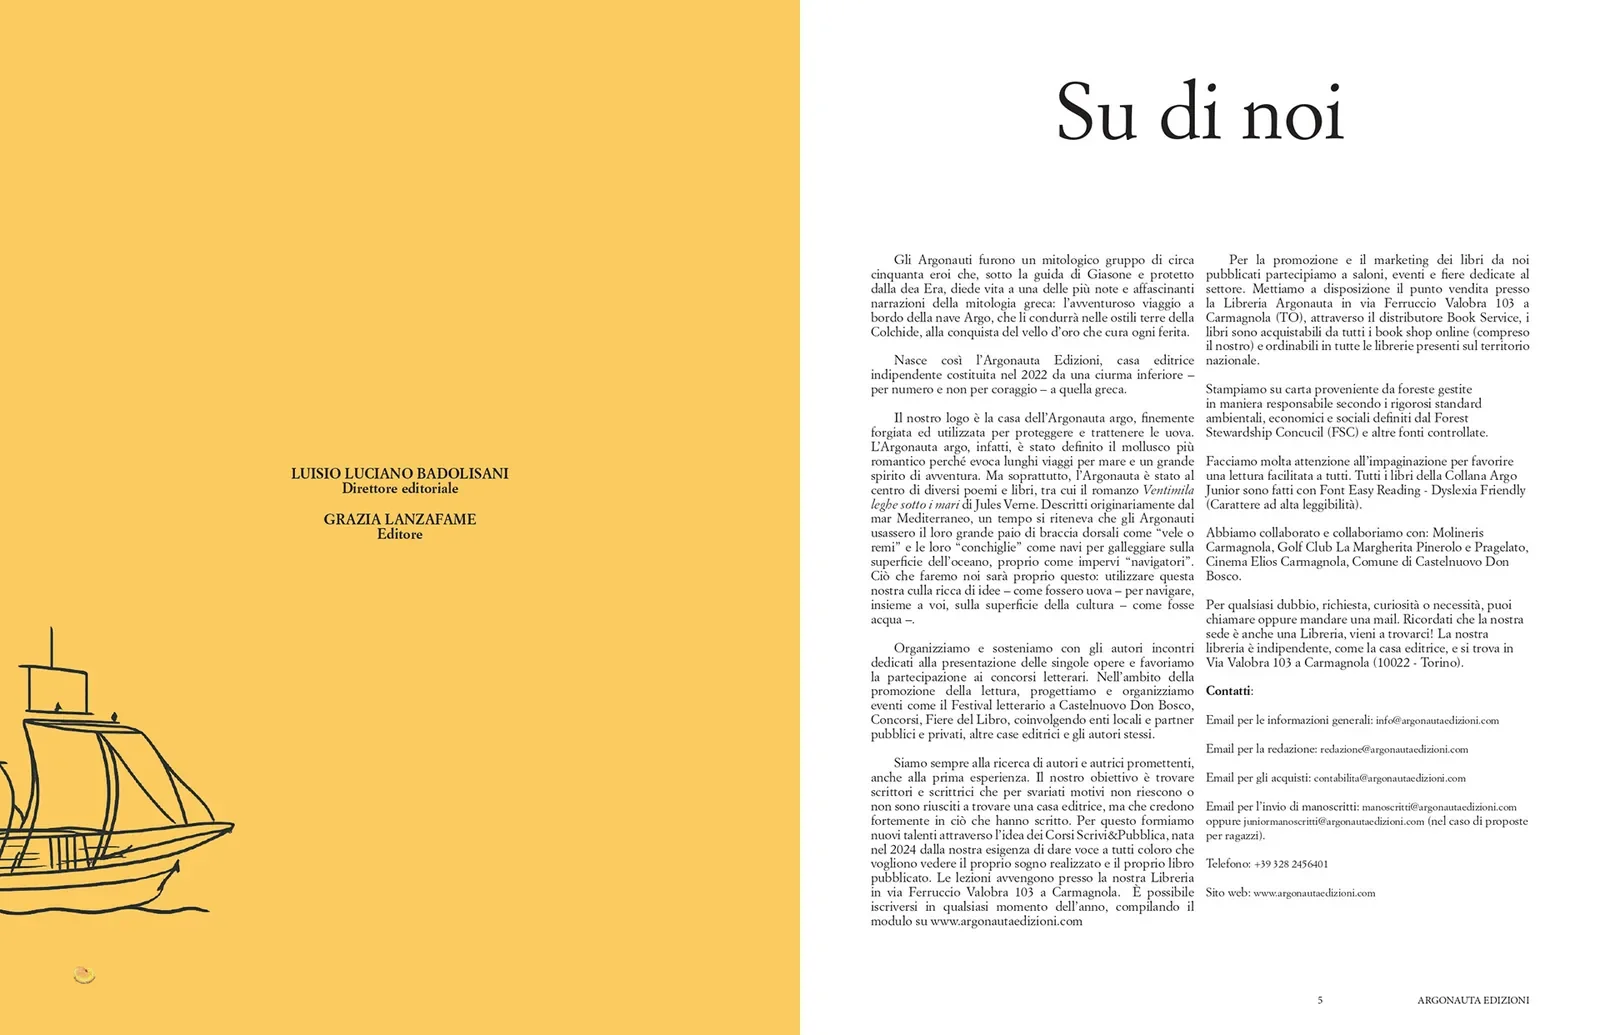 LUISIO LUCIANO BADOLISANI
Direttore editoriale
GRAZIA LANZAFAME
Editore
Su di noi
Gli Argonauti furono un mitologico gruppo di circa
cinquanta eroi che, sotto la guida di Giasone e protetto
dalla dea Era, diede vita a una delle più note e affascinanti
narrazioni della mitologia greca: l’avventuroso viaggio a
bordo della nave Argo, che li condurrà nelle ostili terre della
Colchide, alla conquista del vello d’oro che cura ogni ferita.
Nasce così l’Argonauta Edizioni, casa editrice
indipendente costituita nel 2022 da una ciurma inferiore –
per numero e non per coraggio – a quella greca.
Il nostro logo è la casa dell’Argonauta argo, finemente
forgiata ed utilizzata per proteggere e trattenere le uova.
L’Argonauta argo, infatti, è stato definito il mollusco più
romantico perché evoca lunghi viaggi per mare e un grande
spirito di avventura. Ma soprattutto, l’Argonauta è stato al
centro di diversi poemi e libri, tra cui il romanzo Ventimila
leghe sotto i mari di Jules Verne. Descritti originariamente dal
mar Mediterraneo, un tempo si riteneva che gli Argonauti
usassero il loro grande paio di braccia dorsali come “vele o
remi” e le loro “conchiglie” come navi per galleggiare sulla
superficie dell’oceano, proprio come impervi “navigatori”.
Ciò che faremo noi sarà proprio questo: utilizzare questa
nostra culla ricca di idee – come fossero uova – per navigare,
insieme a voi, sulla superficie della cultura – come fosse
acqua –.
Organizziamo e sosteniamo con gli autori incontri
dedicati alla presentazione delle singole opere e favoriamo
la partecipazione ai concorsi letterari. Nell’ambito della
promozione della lettura, progettiamo e organizziamo
eventi come il Festival letterario a Castelnuovo Don Bosco,
Concorsi, Fiere del Libro, coinvolgendo enti locali e partner
pubblici e privati, altre case editrici e gli autori stessi.
Siamo sempre alla ricerca di autori e autrici promettenti,
anche alla prima esperienza. Il nostro obiettivo è trovare
scrittori e scrittrici che per svariati motivi non riescono o
non sono riusciti a trovare una casa editrice, ma che credono
fortemente in ciò che hanno scritto. Per questo formiamo
nuovi talenti attraverso l’idea dei Corsi Scrivi&Pubblica, nata
nel 2024 dalla nostra esigenza di dare voce a tutti coloro che
vogliono vedere il proprio sogno realizzato e il proprio libro
pubblicato. Le lezioni avvengono presso la nostra Libreria
in via Ferruccio Valobra 103 a Carmagnola. È possibile
iscriversi in qualsiasi momento dell’anno, compilando il
modulo su www.argonautaedizioni.com
Per la promozione e il marketing dei libri da noi
pubblicati partecipiamo a saloni, eventi e fiere dedicate al
settore. Mettiamo a disposizione il punto vendita presso
la Libreria Argonauta in via Ferruccio Valobra 103 a
Carmagnola (TO), attraverso il distributore Book Service, i
libri sono acquistabili da tutti i book shop online (compreso
il nostro) e ordinabili in tutte le librerie presenti sul territorio
nazionale.
Stampiamo su carta proveniente da foreste gestite
in maniera responsabile secondo i rigorosi standard
ambientali, economici e sociali definiti dal Forest
Stewardship Concucil (FSC) e altre fonti controllate.
Facciamo molta attenzione all’impaginazione per favorire
una lettura facilitata a tutti. Tutti i libri della Collana Argo
Junior sono fatti con Font Easy Reading - Dyslexia Friendly
(Carattere ad alta leggibilità).
Abbiamo collaborato e collaboriamo con: Molineris
Carmagnola, Golf Club La Margherita Pinerolo e Pragelato,
Cinema Elios Carmagnola, Comune di Castelnuovo Don
Bosco.
Per qualsiasi dubbio, richiesta, curiosità o necessità, puoi
chiamare oppure mandare una mail. Ricordati che la nostra
sede è anche una Libreria, vieni a trovarci! La nostra
libreria è indipendente, come la casa editrice, e si trova in
Via Valobra 103 a Carmagnola (10022 - Torino).
Contatti:
Email per le informazioni generali: info@argonautaedizioni.com
Email per la redazione: redazione@argonautaedizioni.com
Email per gli acquisti: contabilita@argonautaedizioni.com
Email per l’invio di manoscritti: manoscritti@argonautaedizioni.com
oppure juniormanoscritti@argonautaedizioni.com (nel caso di proposte
per ragazzi).
Telefono: +39 328 2456401
Sito web: www.argonautaedizioni.com
5
ARGONAUTA EDIZIONI